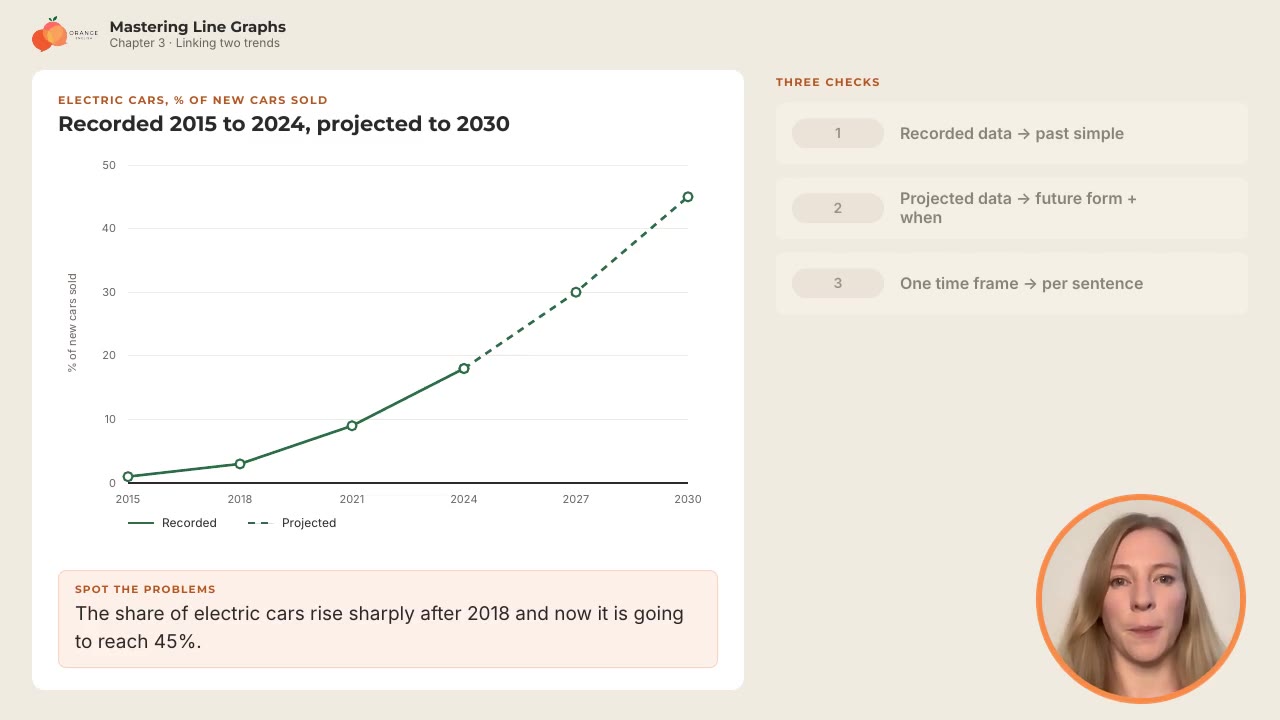 ORANGE
Mastering Line Graphs
Chapter 3 · Linking two trends
ELECTRIC CARS, % OF NEW CARS SOLD
Recorded 2015 to 2024, projected to 2030
50
40
30
20
10
0
% of new cars sold
2015 2018 2021 2024 2027 2030
Recorded Projected
SPOT THE PROBLEMS
The share of electric cars rise sharply after 2018 and now it is going
to reach 45%.
THREE CHECKS
1 Recorded data → past simple
2 Projected data → future form +
when
3 One time frame → per sentence